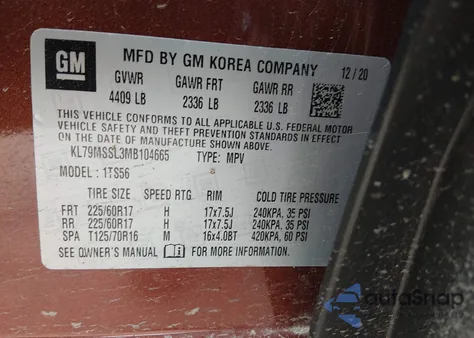 GM
MFD BY GM KOREA COMPANY 12/20
GVWR GAWR FRT GAWR RR
4409 LB 2336 LB 2336 LB
THIS VEHICLE CONFORMS TO ALL APPLICABLE U.S. FEDERAL MOTOR
VEHICLE SAFETY AND THEFT PREVENTION STANDARDS IN EFFECT ON
THE DATE OF MANUFACTURE SHOWN ABOVE.
KL79MSSL3MB104665 TYPE: MPV
MODEL: 1TS56
TIRE SIZE SPEED RTG RIM COLD TIRE PRESSURE
FRT 225/60R17 H 17x7.5J 240KPA, 35 PSI
RR 225/60R17 H 17x7.5J 240KPA, 35 PSI
SPA T125/70R16 M 16x4.0BT 420KPA, 60 PSI
SEE OWNER'S MANUAL FOR MORE INFORMATION.
autoSnap